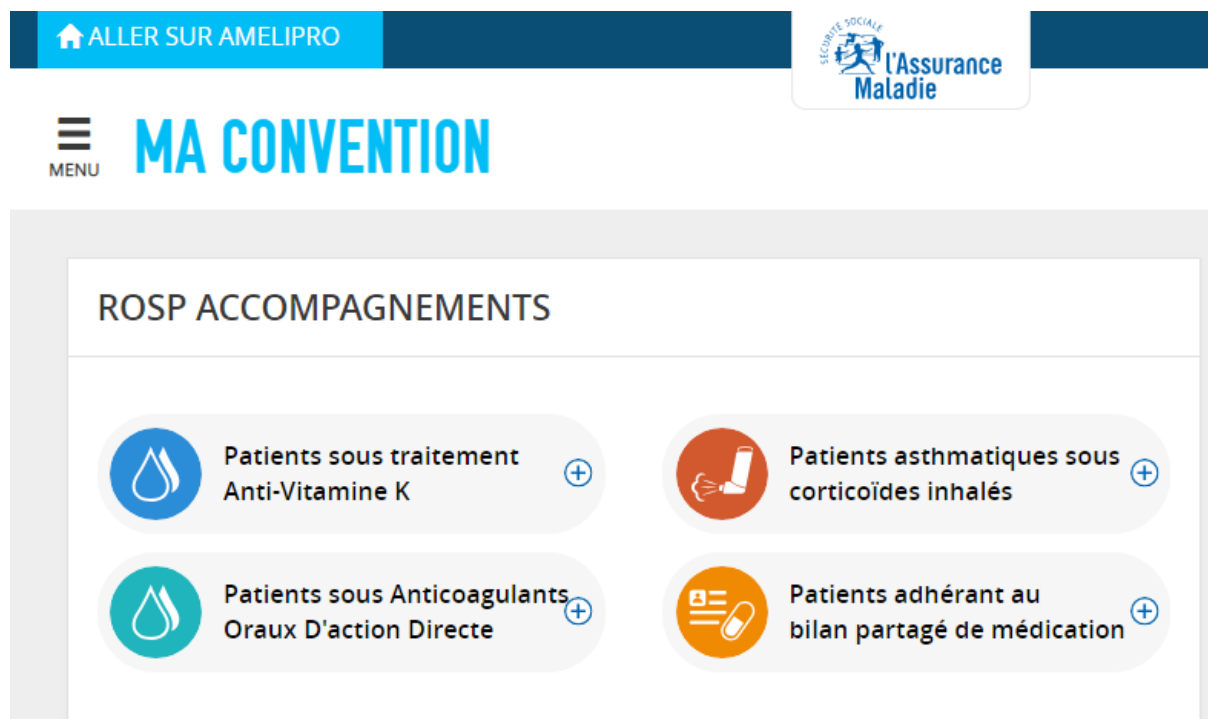 ALLER SUR AMELIPRO
SÉCURITÉ SOCIALE
l'Assurance
Maladie
MENU
MA CONVENTION
ROSP ACCOMPAGNEMENTS
Patients sous traitement
Anti-Vitamine K
Patients asthmatiques sous
corticoïdes inhalés
Patients sous Anticoagulants
Oraux D'action Directe
Patients adhérant au
bilan partagé de médication